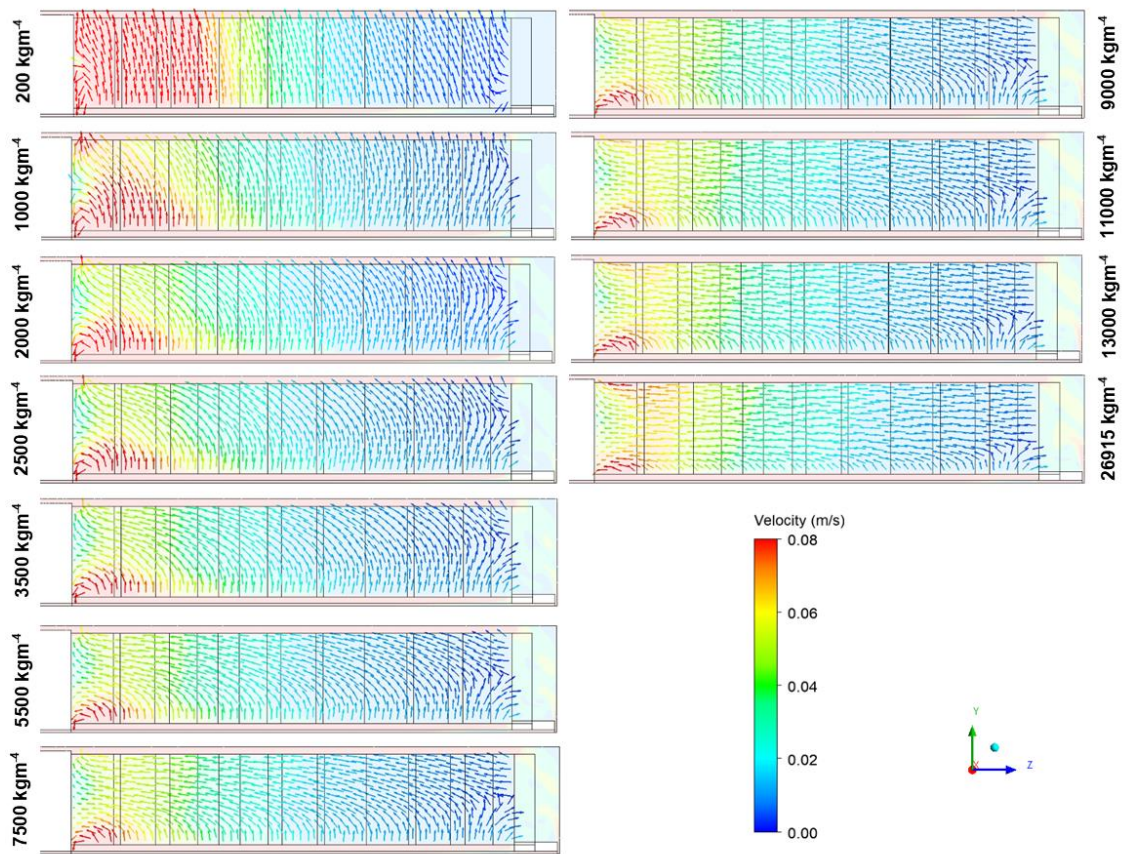 200 kgm-4
1000 kgm-4
2000 kgm-4
2500 kgm-4
3500 kgm-4
5500 kgm-4
7500 kgm-4
9000 kgm-4
11000 kgm-4
13000 kgm-4
26915 kgm-4
Velocity (m/s)
0.08
0.06
0.04
0.02
0.00
Y
X
Z